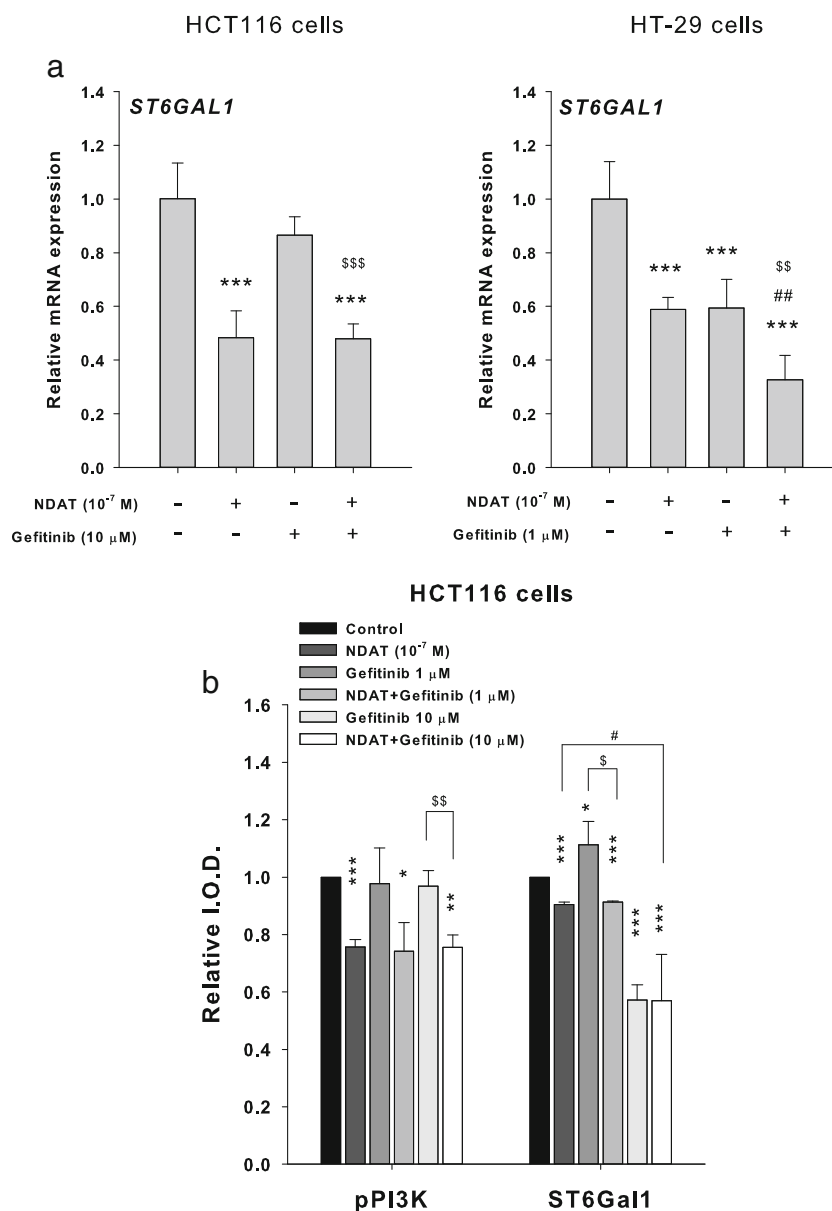 HCT116 cells
HT-29 cells
a
ST6GAL1
Relative mRNA expression
1.4
1.2
1.0
0.8
0.6
0.4
0.2
0.0
***
$$$
***
NDAT (10⁻⁷ M) - + - +
Gefitinib (10 μM) - - + +
ST6GAL1
Relative mRNA expression
1.4
1.2
1.0
0.8
0.6
0.4
0.2
0.0
***
***
$$
##
***
NDAT (10⁻⁷ M) - + - +
Gefitinib (1 μM) - - + +
HCT116 cells
b
Control
NDAT (10⁻⁷ M)
Gefitinib 1 μM
NDAT+Gefitinib (1 μM)
Gefitinib 10 μM
NDAT+Gefitinib (10 μM)
Relative I.O.D.
1.6
1.4
1.2
1.0
0.8
0.6
0.4
0.2
0.0
***
*
$$
**
#
$
***
*
***
***
***
pPI3K
ST6Gal1